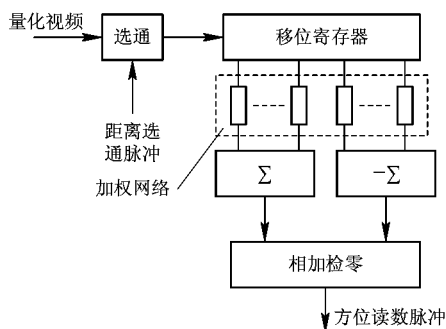 量化视频
选通
移位寄存器
距离选
通脉冲
加权网络
Σ
−Σ
相加检零
方位读数脉冲